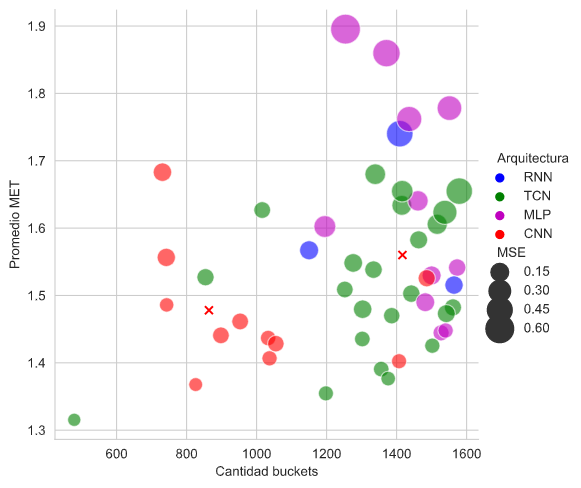 1.9
1.8
1.7
1.6
1.5
1.4
1.3
Promedio MET
600 800 1000 1200 1400 1600
Cantidad buckets
Arquitectura
RNN
TCN
MLP
CNN
MSE
0.15
0.30
0.45
0.60